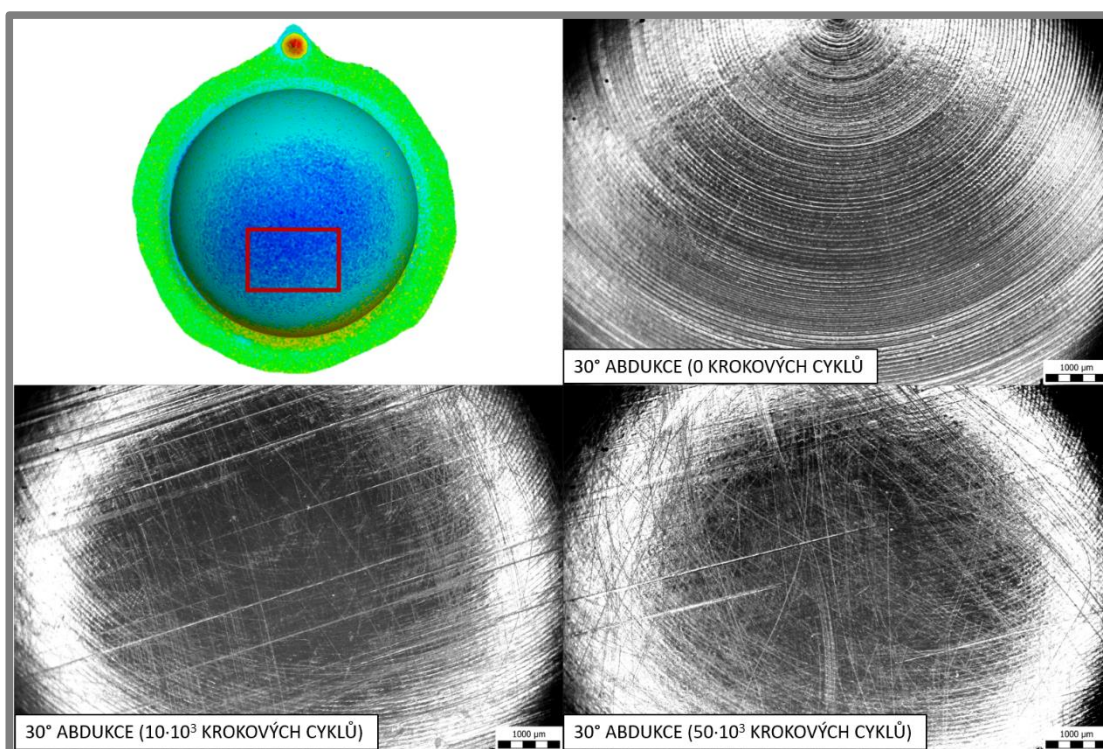 30° ABDUKCE (0 KROKOVÝCH CYKLŮ
1000 µm
30° ABDUKCE (10·10³ KROKOVÝCH CYKLŮ)
1000 µm
30° ABDUKCE (50·10³ KROKOVÝCH CYKLŮ)
1000 µm